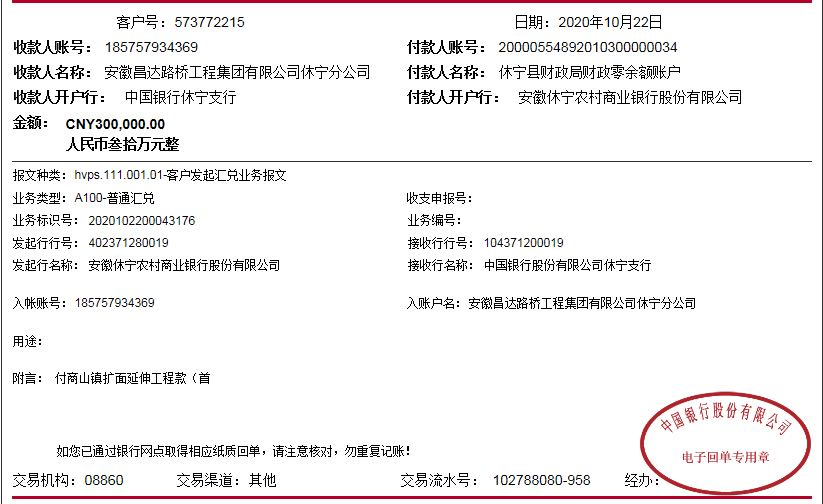 客户号：573772215 日期：2020年10月22日
收款人账号：185757934369 付款人账号：20000554892010300000034
收款人名称：安徽昌达路桥工程集团有限公司休宁分公司 付款人名称：休宁县财政局财政零余额账户
收款人开户行：中国银行休宁支行 付款人开户行：安徽休宁农村商业银行股份有限公司
金额：CNY300,000.00
人民币叁拾万元整
报文种类：hvps.111.001.01-客户发起汇兑业务报文
业务类型：A100-普通汇兑 收支申报号：
业务标识号：2020102200043176 业务编号：
发起行行号：402371280019 接收行行号：104371200019
发起行名称：安徽休宁农村商业银行股份有限公司 接收行名称：中国银行股份有限公司休宁支行
入帐账号：185757934369 入账户名：安徽昌达路桥工程集团有限公司休宁分公司
用途：
附言：付商山镇扩面延伸工程款（首
中国银行股份有限公司
电子回单专用章
如您已通过银行网点取得相应纸质回单，请注意核对，勿重复记账！
交易机构：08860 交易渠道：其他 交易流水号：102788080-958 经办：